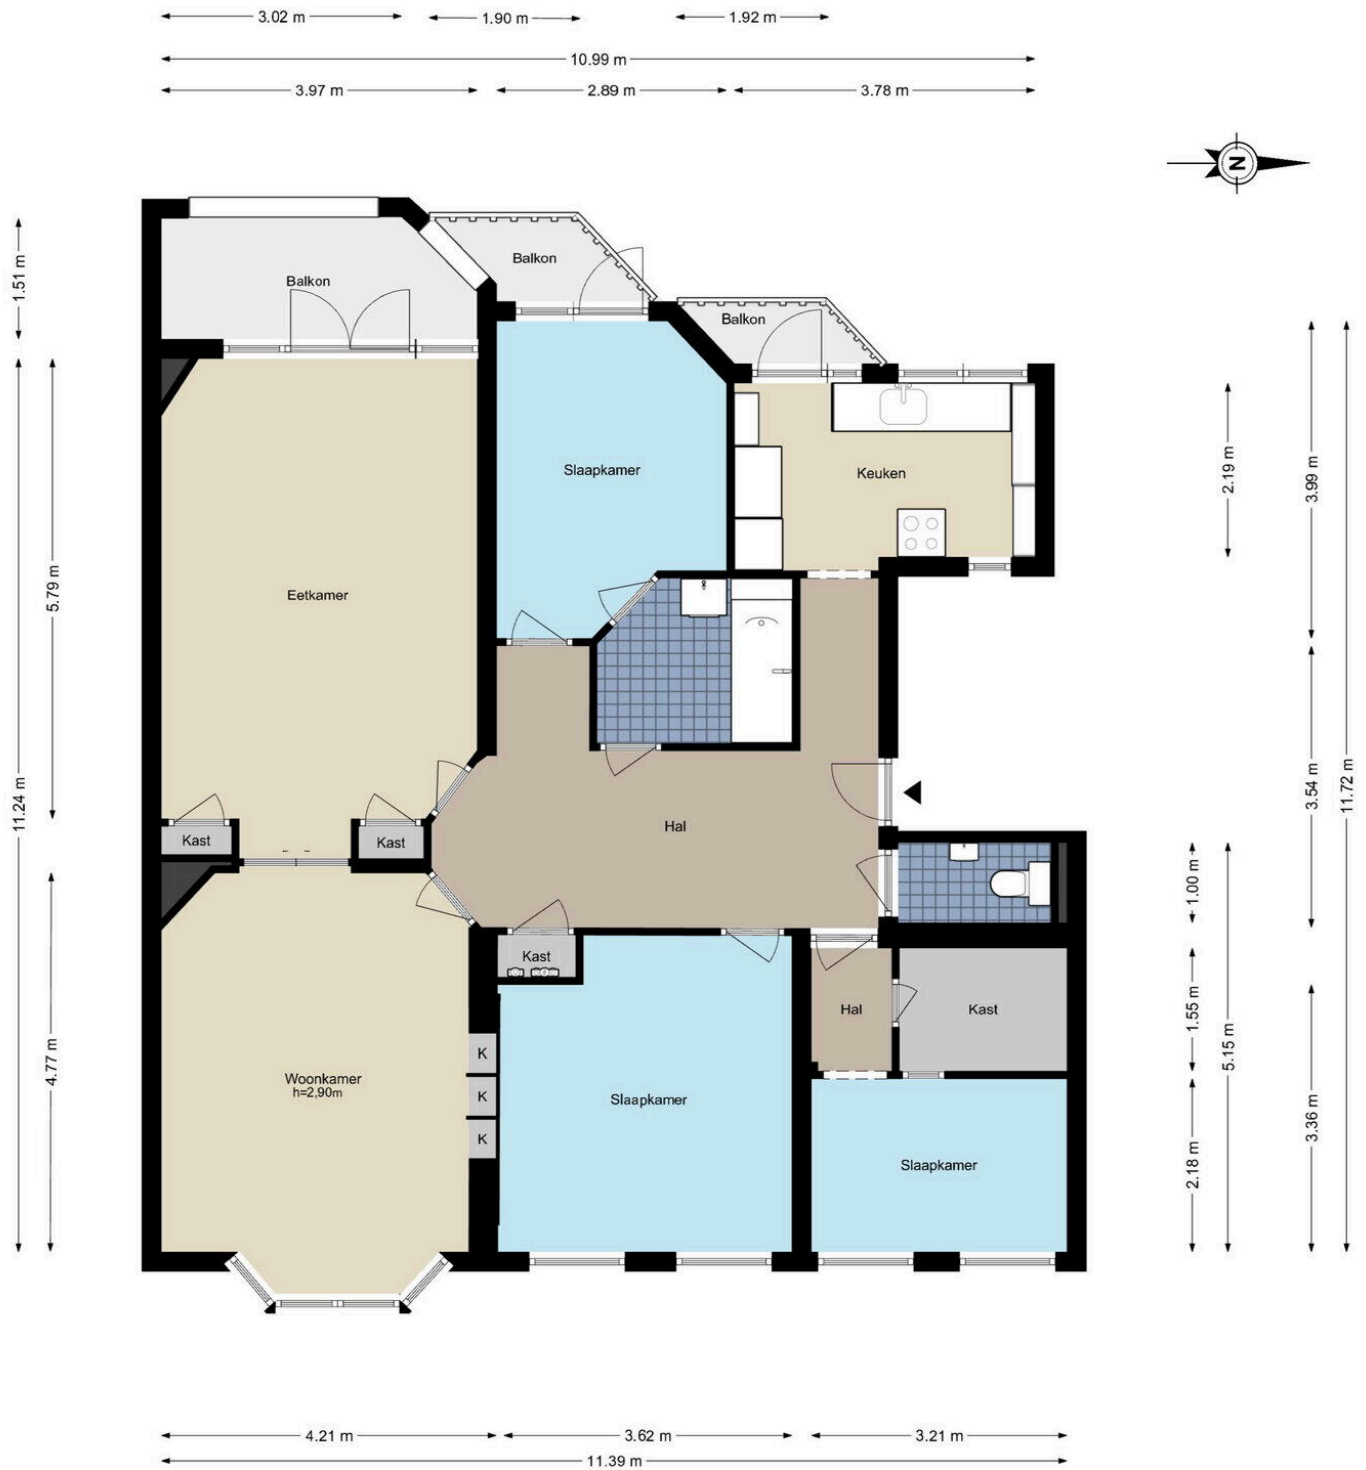 3.02 m
1.90 m
1.92 m
10.99 m
3.97 m
2.89 m
3.78 m
N
1.51 m
Balkon
Balkon
Balkon
Slaapkamer
Keuken
2.19 m
3.99 m
Eetkamer
5.79 m
11.24 m
Kast
Kast
Hal
3.54 m
11.72 m
1.00 m
Kast
Hal
Kast
1.55 m
5.15 m
4.77 m
K
K
K
Woonkamer
h=2,90m
Slaapkamer
Slaapkamer
2.18 m
3.36 m
4.21 m
3.62 m
3.21 m
11.39 m